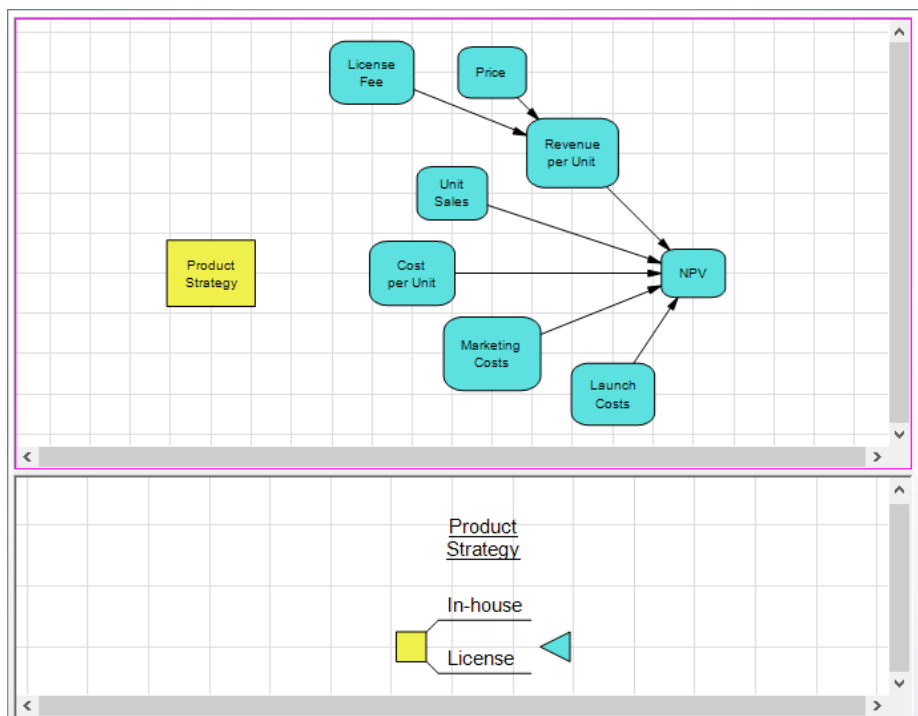 License
Fee
Price
Revenue
per Unit
Unit
Sales
Product
Strategy
Cost
per Unit
NPV
Marketing
Costs
Launch
Costs
Product
Strategy
In-house
License